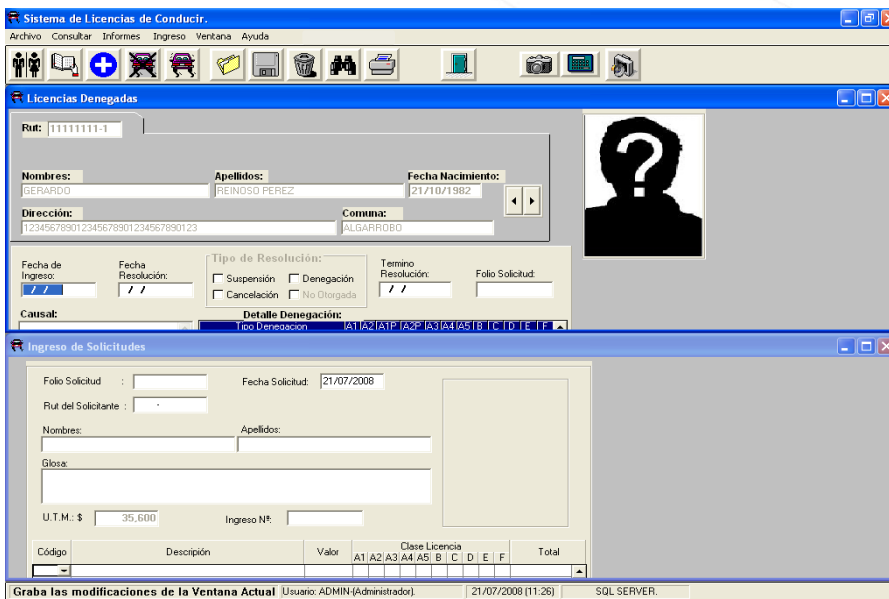 Sistema de Licencias de Conducir.
Archivo Consultar Informes Ingreso Ventana Ayuda
Licencias Denegadas
Rut: 11111111-1
Nombres: Apellidos: Fecha Nacimiento:
GERARDO REINOSO PEREZ 21/10/1982
Dirección: Comuna:
123456789012345678901234567890123 ALGARROBO
Fecha de Ingreso: Fecha Resolución: Tipo de Resolución: Termino Resolución: Folio Solicitud:
Suspensión Denegación
/ / / / Cancelación No Otorgada / /
Causal: Detalle Denegación:
Tipo Denegacion A1 A2 A1P A2P A3 A4 A5 B C D E F
Ingreso de Solicitudes
Folio Solicitud : Fecha Solicitud: 21/07/2008
Rut del Solicitante : .
Nombres: Apellidos:
Glosa:
U.T.M.: $ 35,600 Ingreso Nº:
Código Descripión Valor Clase Licencia Total
A1 A2 A3 A4 A5 B C D E F
Graba las modificaciones de la Ventana Actual Usuario: ADMIN-(Administrador). 21/07/2008 (11:26) SQL SERVER.